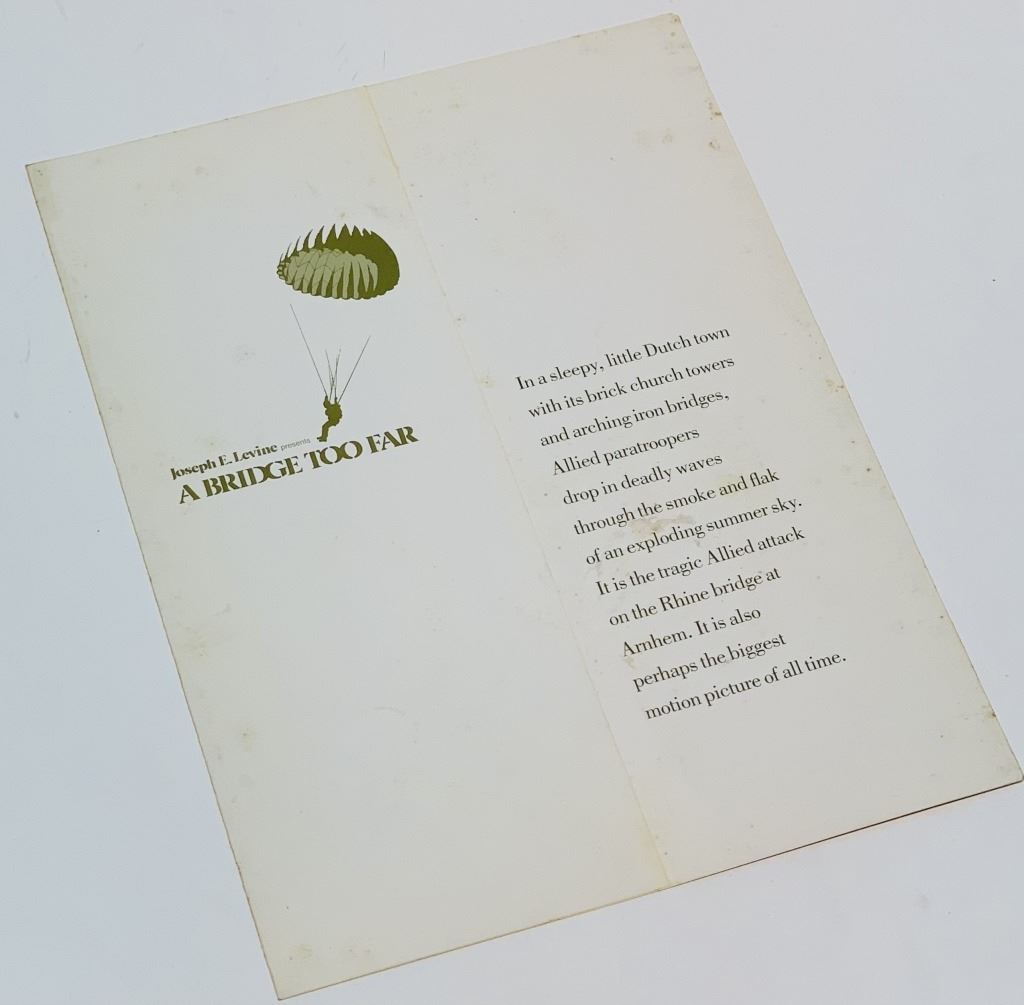 Joseph E. Levine presents
A BRIDGE TOO FAR
In a sleepy, little Dutch town
with its brick church towers
and arching iron bridges,
Allied paratroopers
drop in deadly waves
through the smoke and flak
of an exploding summer sky.
It is the tragic Allied attack
on the Rhine bridge at
Arnhem. It is also
perhaps the biggest
motion picture of all time.